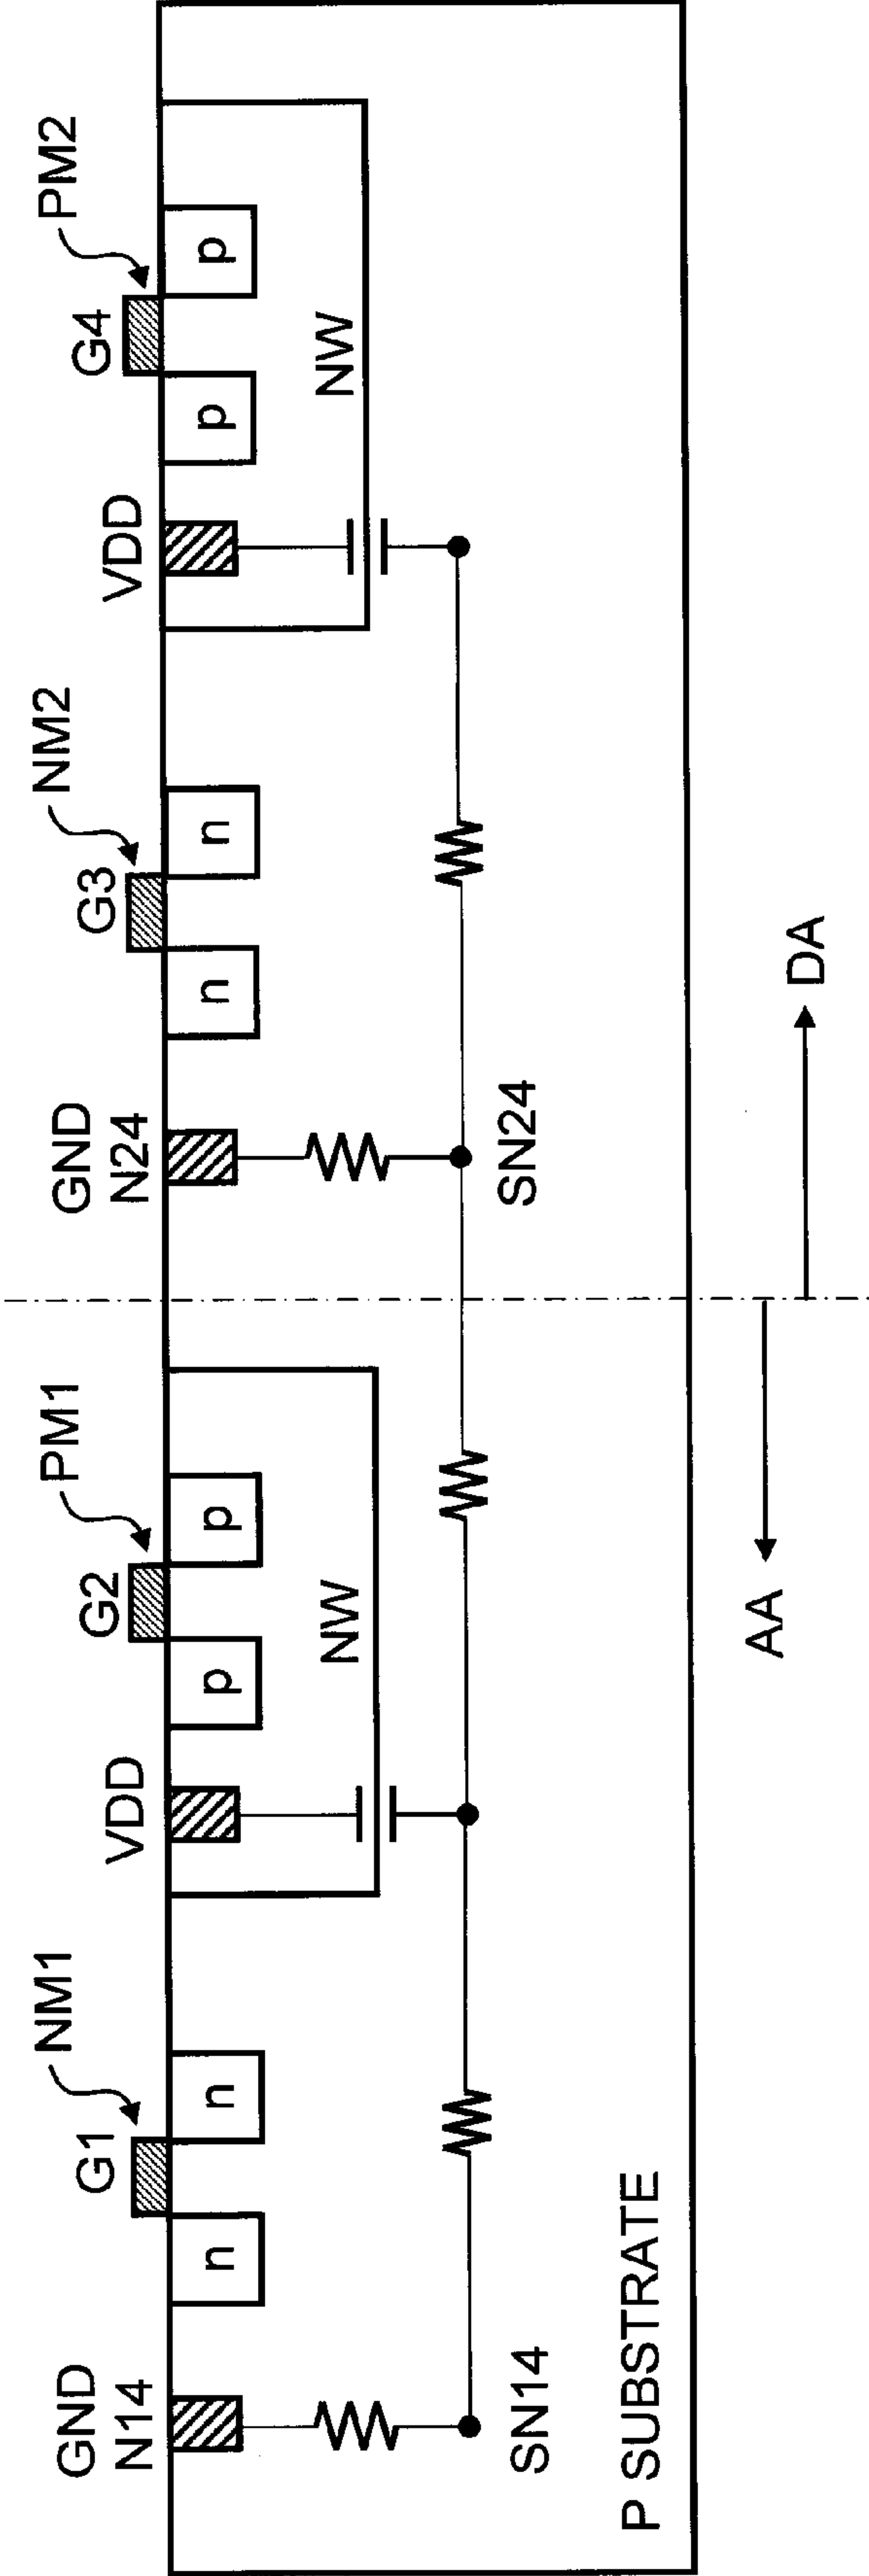 NM1
PM1
NM2
PM2
GND
N14
G1
VDD
G2
GND
N24
G3
VDD
G4
n
n
p
p
n
n
p
p
NW
NW
SN14
SN24
P SUBSTRATE
AA
DA